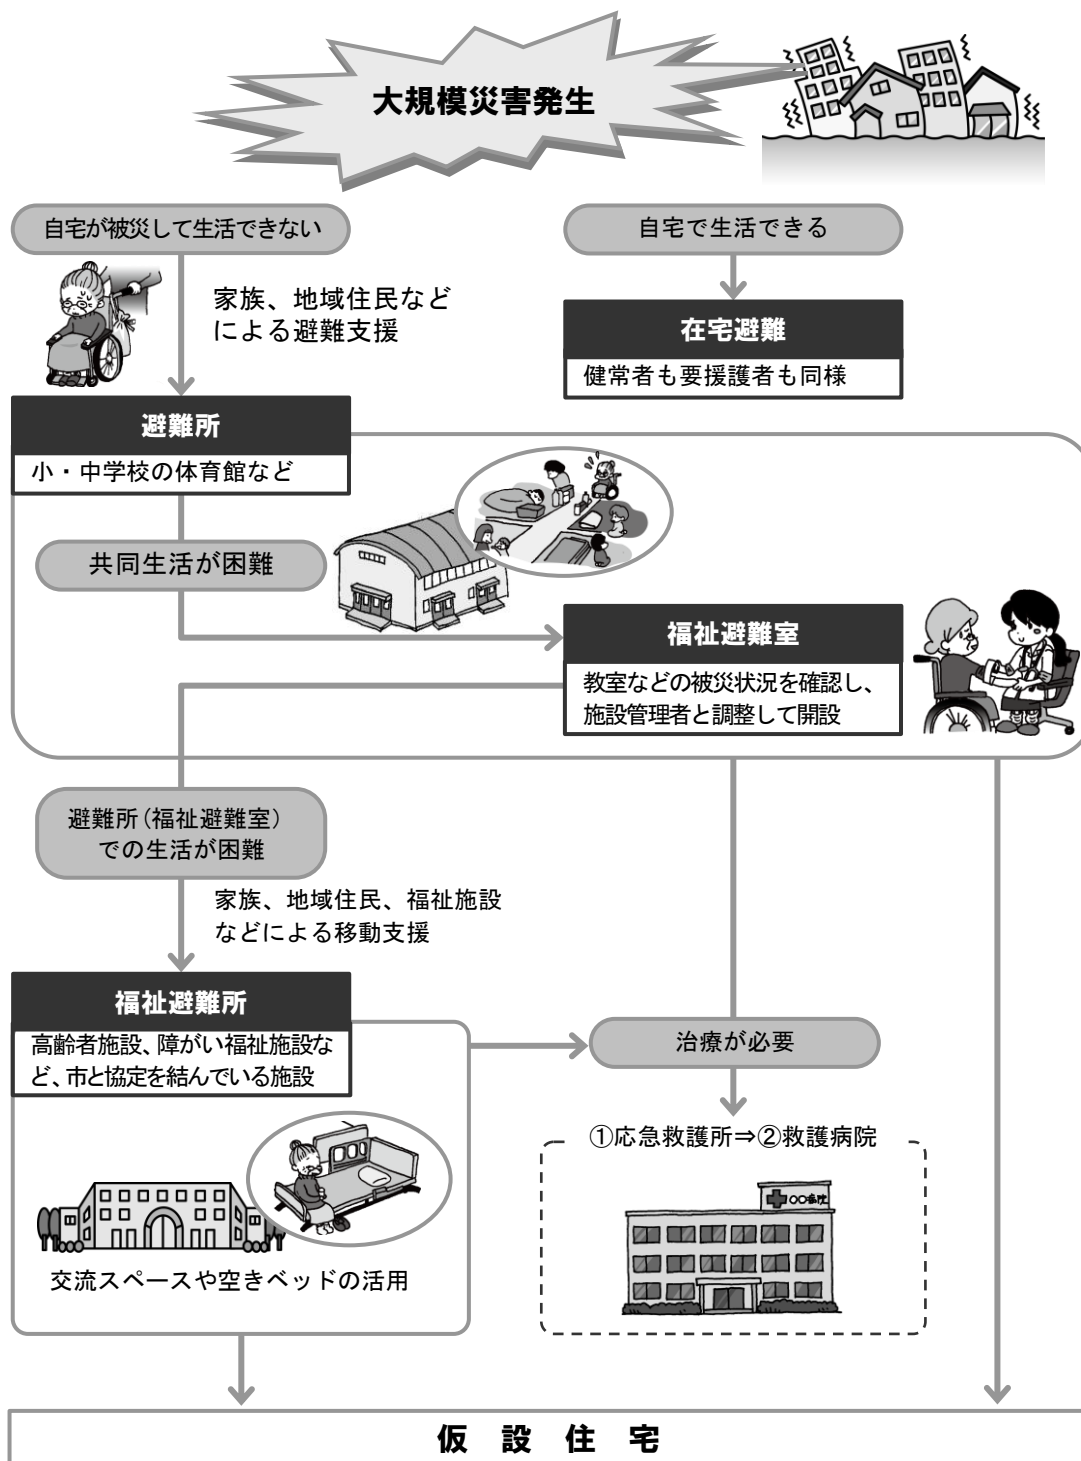 大規模災害発生
自宅が被災して生活できない
自宅で生活できる
家族、地域住民など
による避難支援
在宅避難
健常者も要援護者も同様
避難所
小・中学校の体育館など
共同生活が困難
福祉避難室
教室などの被災状況を確認し、
施設管理者と調整して開設
避難所（福祉避難室）
での生活が困難
家族、地域住民、福祉施設
などによる移動支援
福祉避難所
高齢者施設、障がい福祉施設な
ど、市と協定を結んでいる施設
治療が必要
①応急救護所⇒②救護病院
〇〇病院
交流スペースや空きベッドの活用
仮設住宅